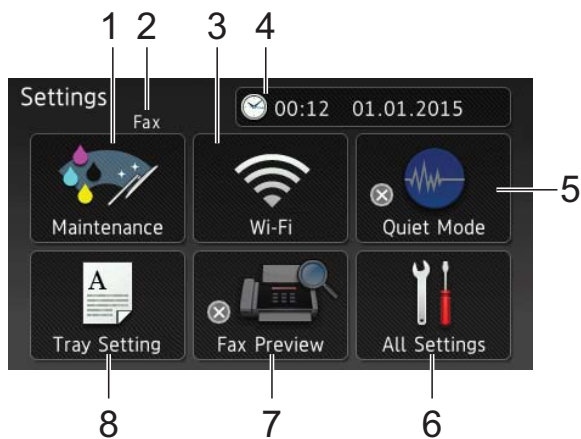 1 2 3 4
Settings
Fax
00:12 01.01.2015
5
Maintenance Wi-Fi Quiet Mode
A
Tray Setting Fax Preview All Settings
8 7 6